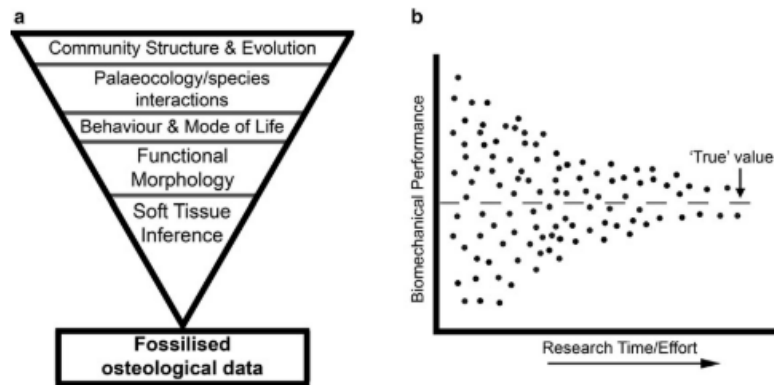 a
Community Structure & Evolution
Palaeocology/species
interactions
Behaviour & Mode of Life
Functional
Morphology
Soft Tissue
Inference
Fossilised
osteological data
b
Biomechanical Performance
'True' value
Research Time/Effort